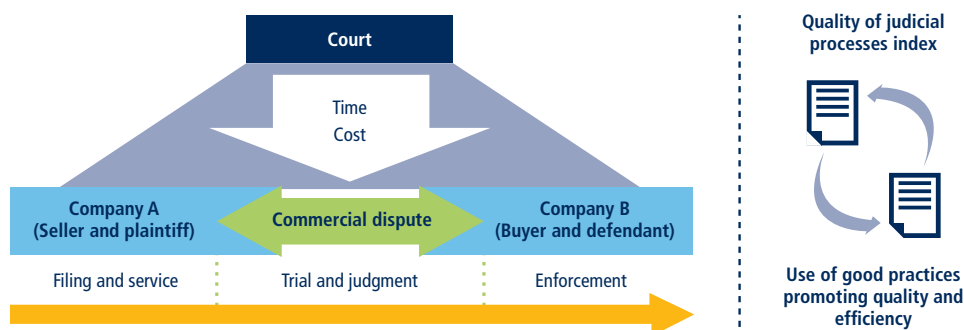 Court
Time
Cost
Company A
(Seller and plaintiff)
Commercial dispute
Company B
(Buyer and defendant)
Filing and service
Trial and judgment
Enforcement
Quality of judicial
processes index
Use of good practices
promoting quality and
efficiency